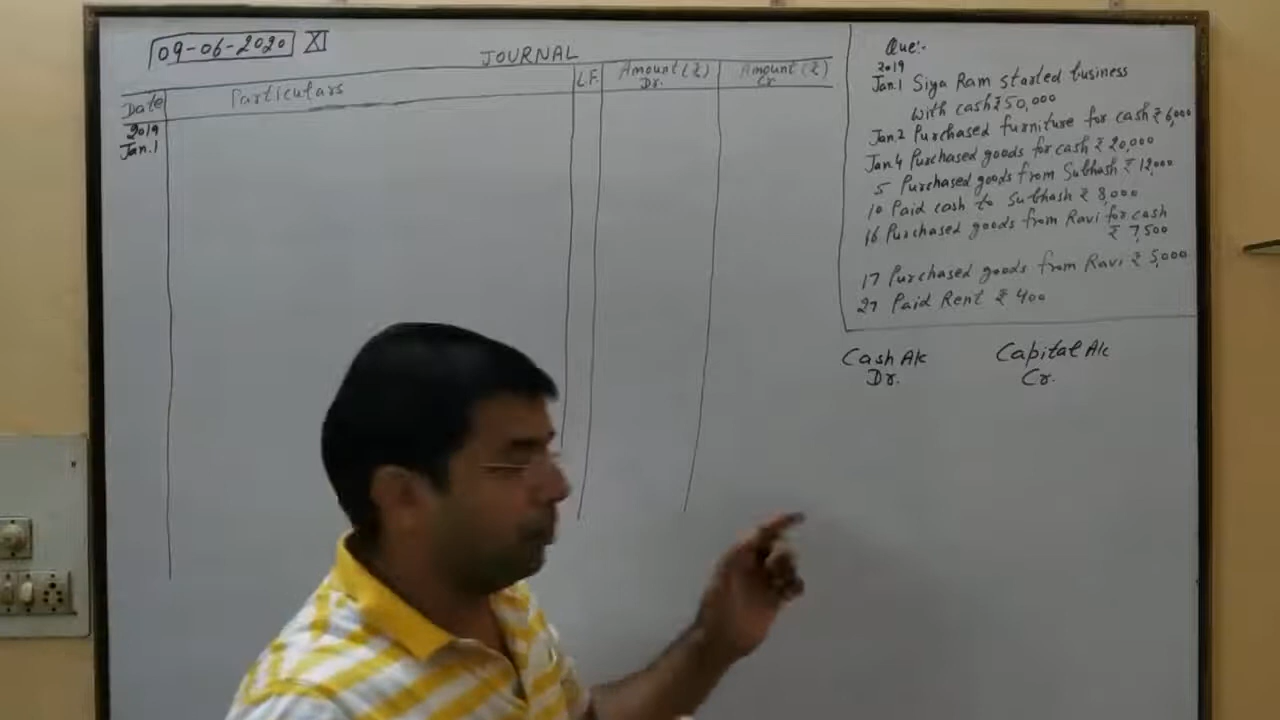 09-06-2020 XI
JOURNAL
Date Particulars L.F. Amount (₹) Dr. Amount (₹) Cr.
2019
Jan.1
Que:-
2019
Jan.1 Siya Ram started business
with cash ₹ 50,000
Jan.2 Purchased furniture for cash ₹ 6,000
Jan.4 Purchased goods for cash ₹ 20,000
5 Purchased goods from Subhash ₹ 12,000
10 Paid cash to Subhash ₹ 8,000
16 Purchased goods from Ravi for cash
₹ 7,500
17 Purchased goods from Ravi ₹ 5,000
27 Paid Rent ₹ 400
Cash A/c Capital A/c
Dr. Cr.